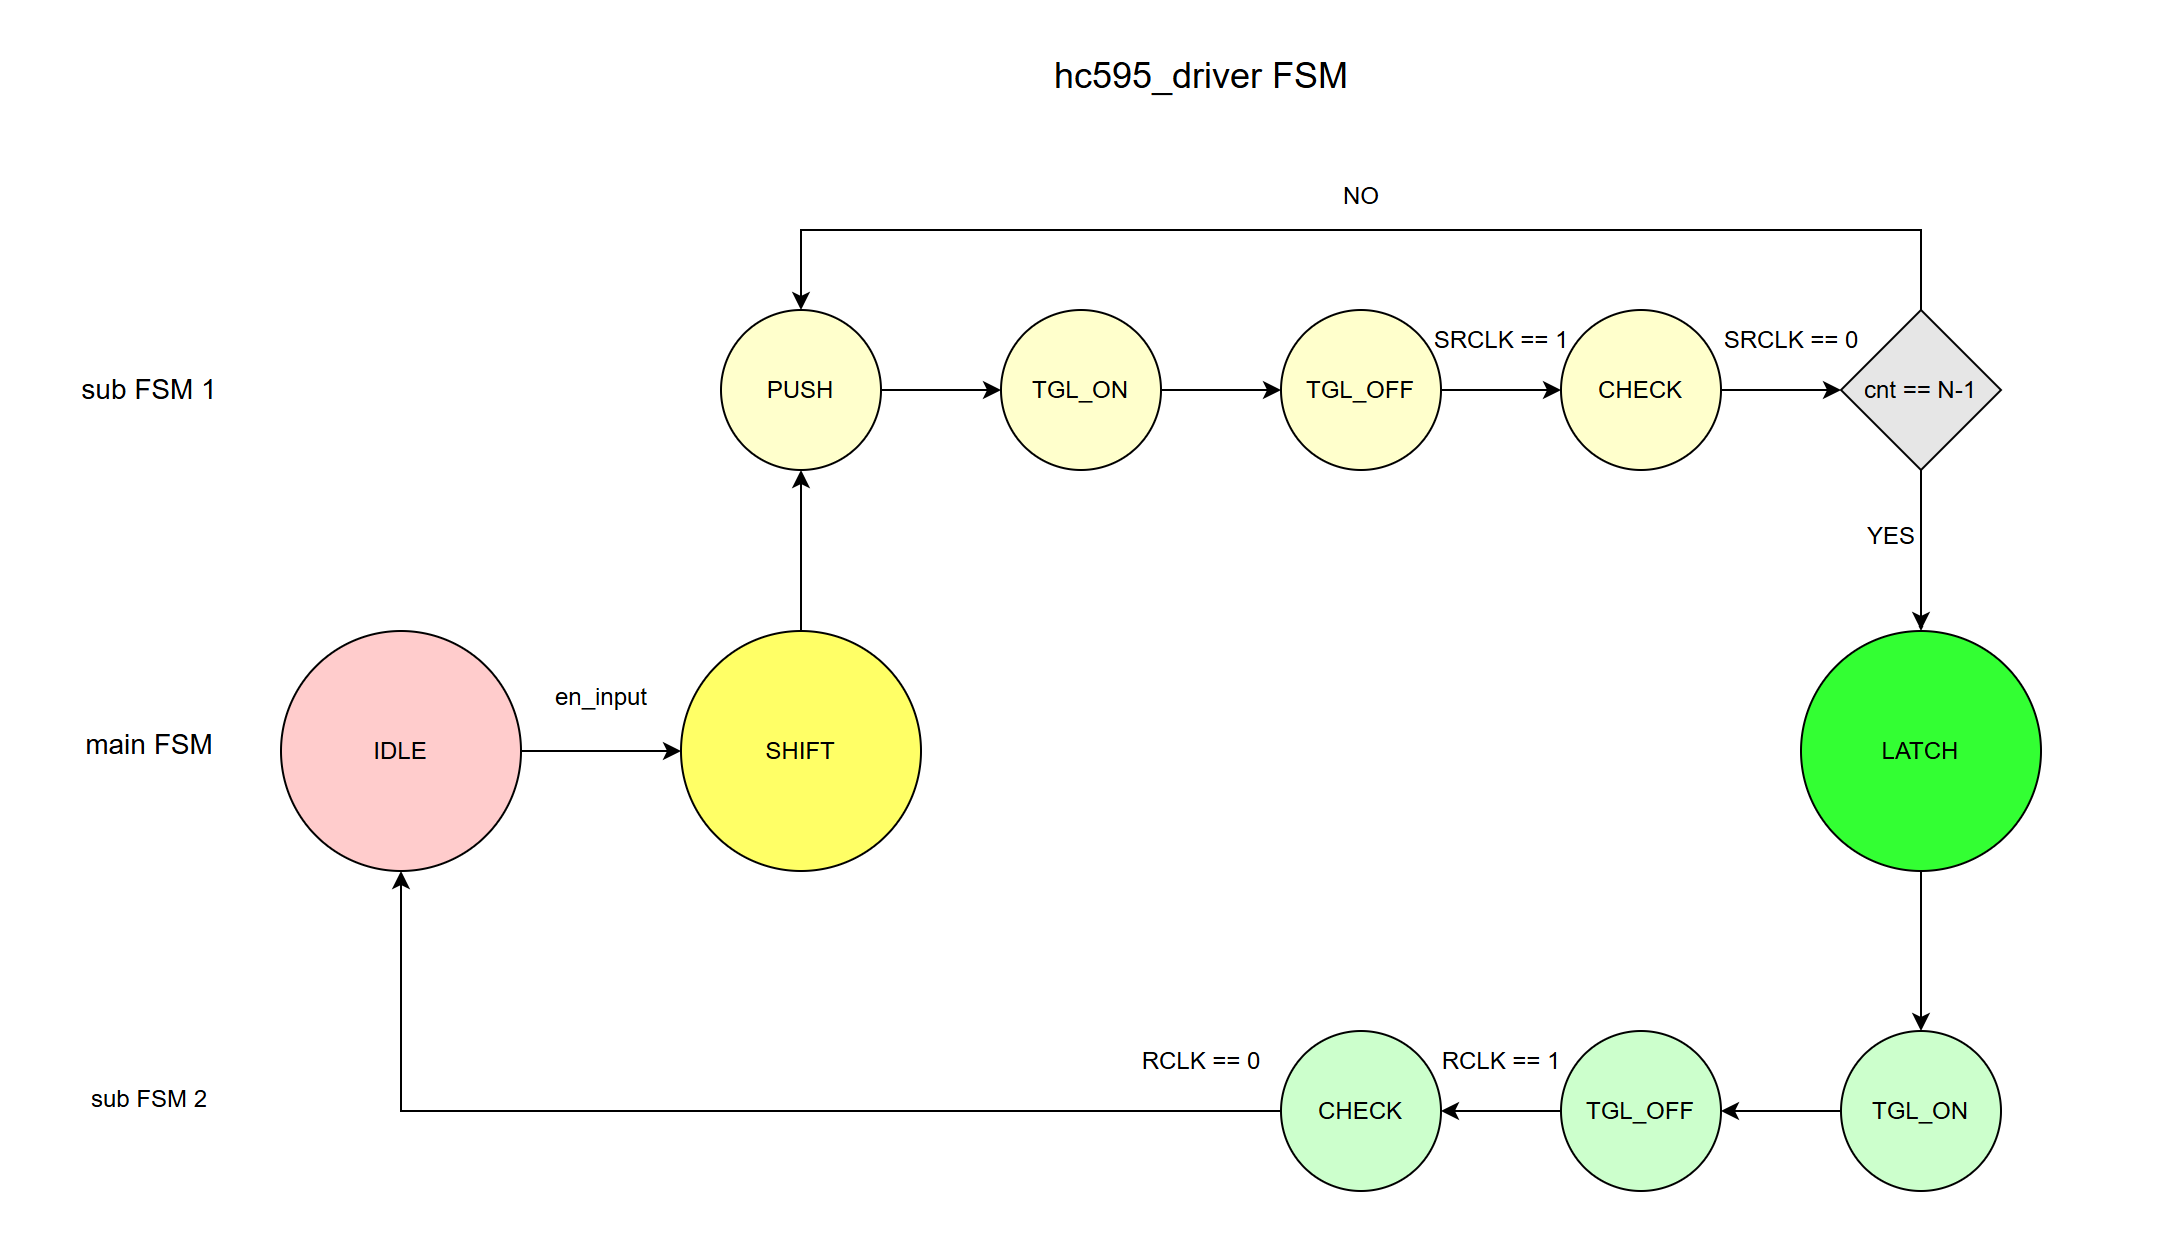 hc595_driver FSM
NO
SRCLK == 1
SRCLK == 0
sub FSM 1
PUSH
TGL_ON
TGL_OFF
CHECK
cnt == N-1
YES
en_input
main FSM
IDLE
SHIFT
LATCH
RCLK == 0
RCLK == 1
sub FSM 2
CHECK
TGL_OFF
TGL_ON